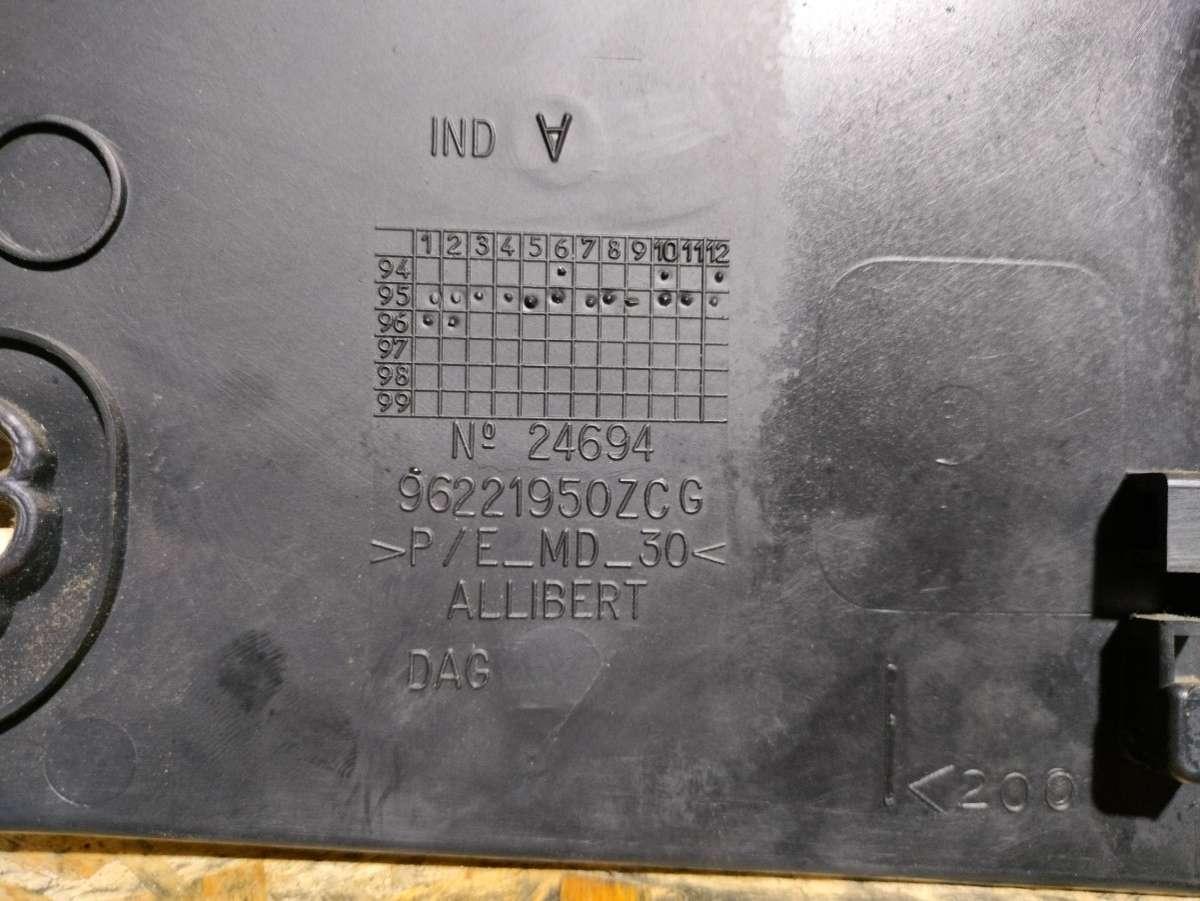 IND A
1 2 3 4 5 6 7 8 9 10 11 12
94
95
96
97
98
99
Nº 24694
96221950ZCG
>P/E_MD_30<
ALLIBERT
DAG
<200